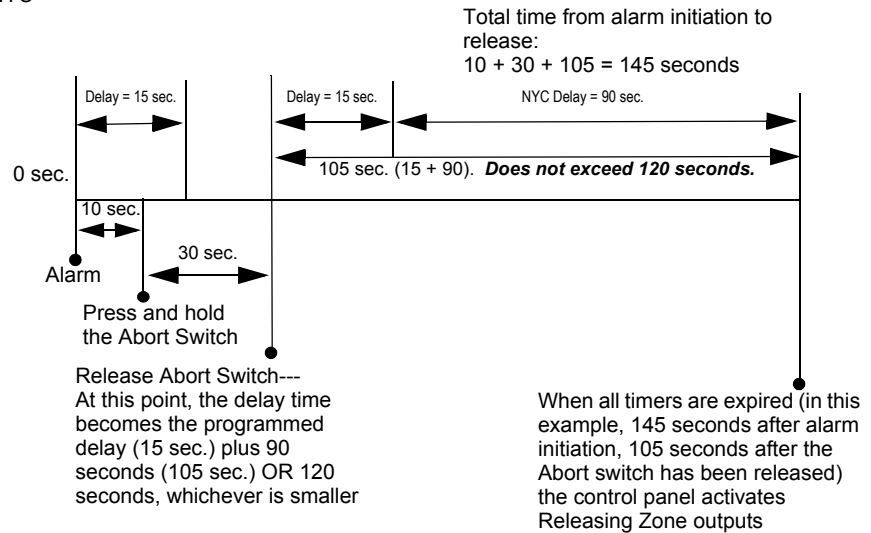 Total time from alarm initiation to
release:
10 + 30 + 105 = 145 seconds
Delay = 15 sec.
Delay = 15 sec.
NYC Delay = 90 sec.
0 sec.
105 sec. (15 + 90). Does not exceed 120 seconds.
10 sec.
30 sec.
Alarm
Press and hold
the Abort Switch
Release Abort Switch---
At this point, the delay time
becomes the programmed
delay (15 sec.) plus 90
seconds (105 sec.) OR 120
seconds, whichever is smaller
When all timers are expired (in this
example, 145 seconds after alarm
initiation, 105 seconds after the
Abort switch has been released)
the control panel activates
Releasing Zone outputs